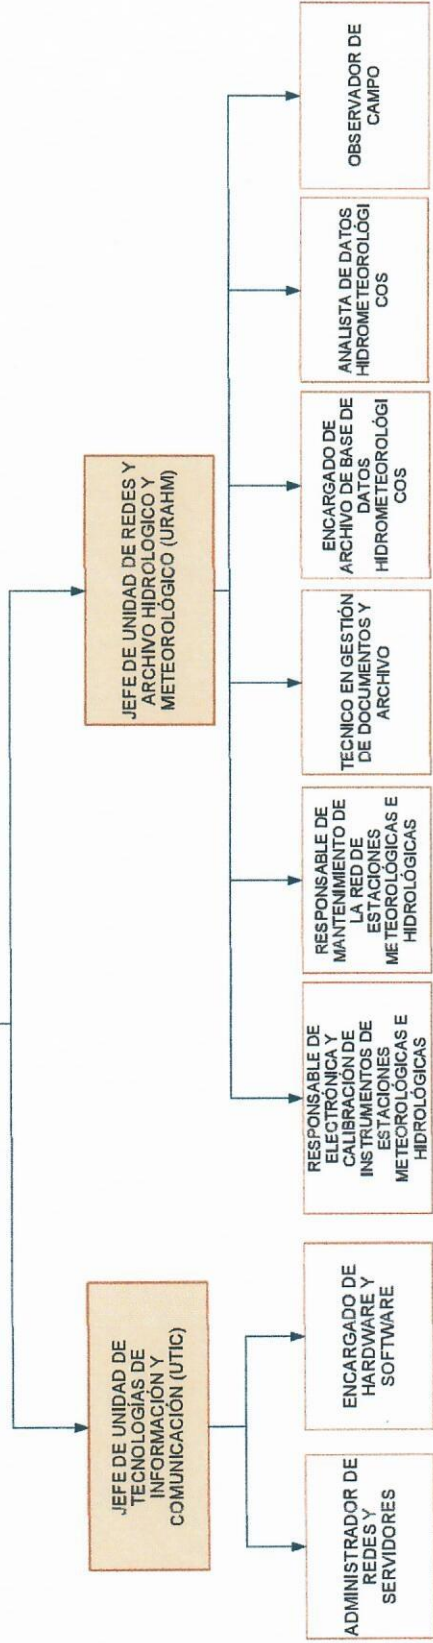 JEFE DE UNIDAD DE
TECNOLOGÍAS DE
INFORMACIÓN Y
COMUNICACIÓN (UTIC)
JEFE DE UNIDAD DE REDES Y
ARCHIVO HIDROLOGICO Y
METEOROLÓGICO (URAHM)
ADMINISTRADOR DE
REDES Y
SERVIDORES
ENCARGADO DE
HARDWARE Y
SOFTWARE
RESPONSABLE DE
ELECTRÓNICA Y
CALIBRACIÓN DE
INSTRUMENTOS DE
ESTACIONES
METEOROLÓGICAS E
HIDROLÓGICAS
RESPONSABLE DE
MANTENIMIENTO DE
LA RED DE
ESTACIONES
METEOROLÓGICAS E
HIDROLÓGICAS
TECNICO EN GESTIÓN
DE DOCUMENTOS Y
ARCHIVO
ENCARGADO DE
ARCHIVO DE BASE DE
DATOS
HIDROMETEOROLÓGI
COS
ANALISTA DE DATOS
HIDROMETEOROLÓGI
COS
OBSERVADOR DE
CAMPO